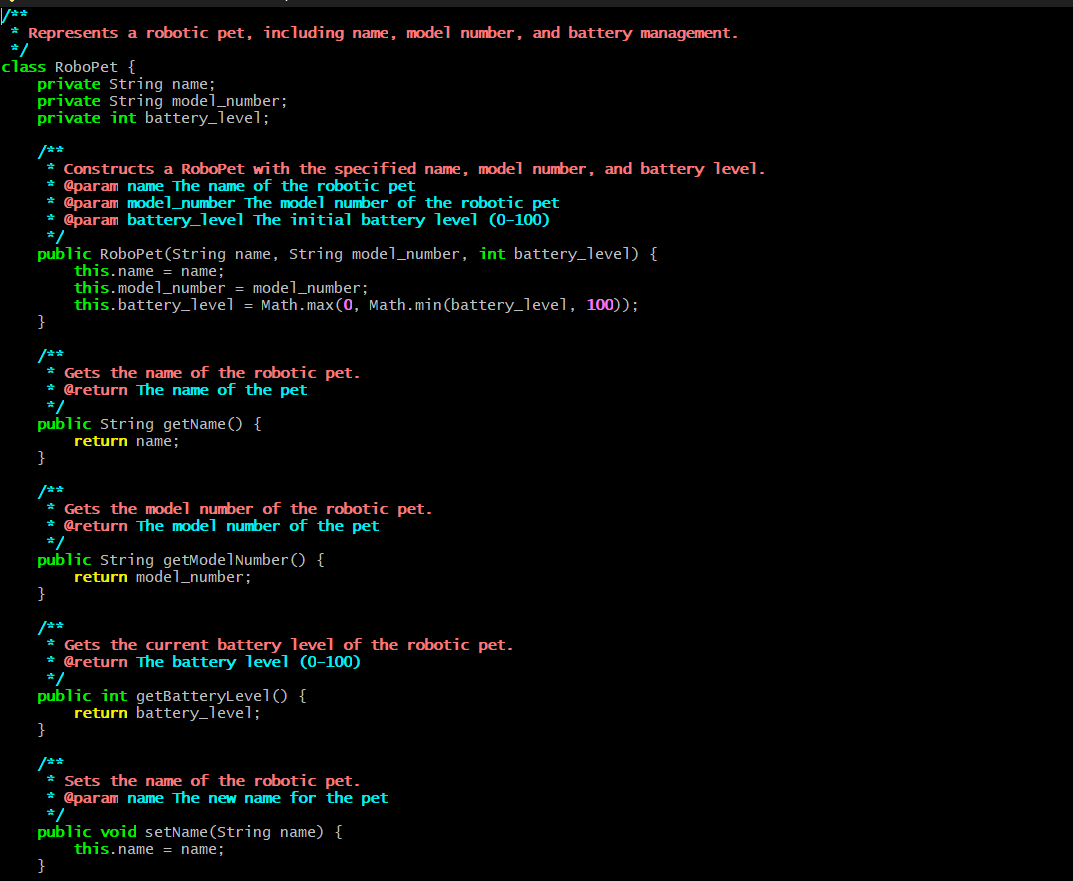 /**
 * Represents a robotic pet, including name, model number, and battery management.
 */
class RoboPet {
    private String name;
    private String model_number;
    private int battery_level;

    /**
     * Constructs a RoboPet with the specified name, model number, and battery level.
     * @param name The name of the robotic pet
     * @param model_number The model number of the robotic pet
     * @param battery_level The initial battery level (0-100)
     */
    public RoboPet(String name, String model_number, int battery_level) {
        this.name = name;
        this.model_number = model_number;
        this.battery_level = Math.max(0, Math.min(battery_level, 100));
    }

    /**
     * Gets the name of the robotic pet.
     * @return The name of the pet
     */
    public String getName() {
        return name;
    }

    /**
     * Gets the model number of the robotic pet.
     * @return The model number of the pet
     */
    public String getModelNumber() {
        return model_number;
    }

    /**
     * Gets the current battery level of the robotic pet.
     * @return The battery level (0-100)
     */
    public int getBatteryLevel() {
        return battery_level;
    }

    /**
     * Sets the name of the robotic pet.
     * @param name The new name for the pet
     */
    public void setName(String name) {
        this.name = name;
    }